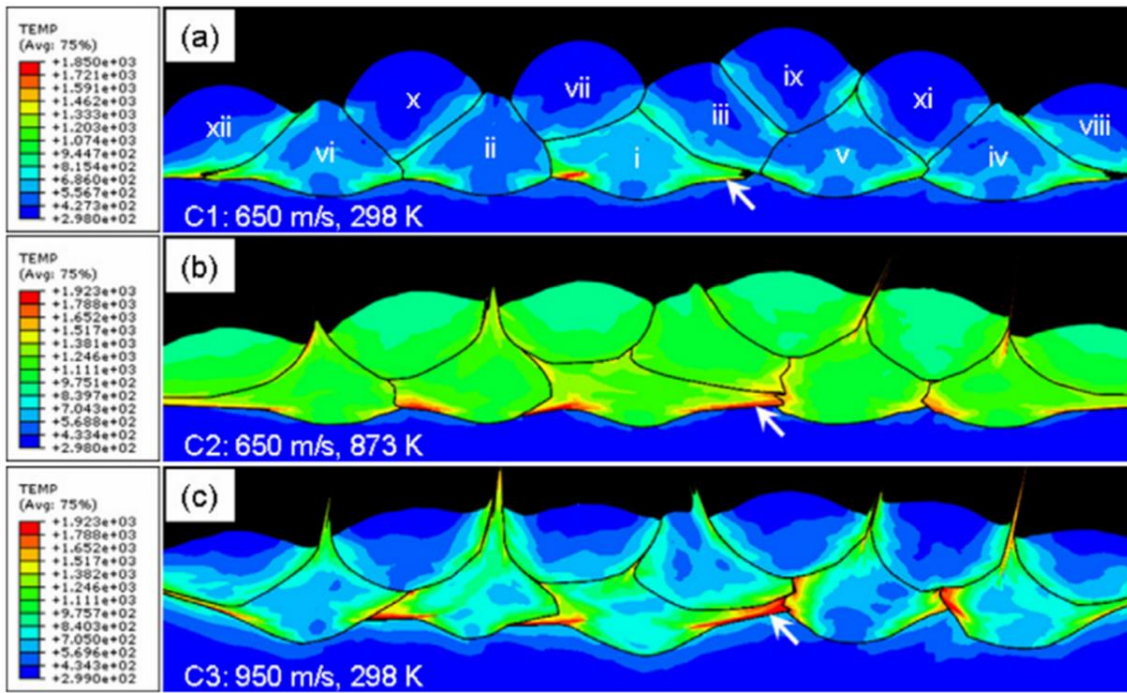 TEMP
(Avg: 75%)
+1.850e+03
+1.721e+03
+1.591e+03
+1.462e+03
+1.333e+03
+1.203e+03
+1.074e+03
+9.447e+02
+8.154e+02
+6.860e+02
+5.567e+02
+4.273e+02
+2.980e+02
(a)
ix
vii
x
xi
iii
xii
viii
vi
ii
i
v
iv
C1: 650 m/s, 298 K
TEMP
(Avg: 75%)
+1.923e+03
+1.788e+03
+1.652e+03
+1.517e+03
+1.381e+03
+1.246e+03
+1.111e+03
+9.751e+02
+8.397e+02
+7.043e+02
+5.688e+02
+4.334e+02
+2.980e+02
(b)
C2: 650 m/s, 873 K
TEMP
(Avg: 75%)
+1.923e+03
+1.788e+03
+1.652e+03
+1.517e+03
+1.382e+03
+1.246e+03
+1.111e+03
+9.757e+02
+8.403e+02
+7.050e+02
+5.696e+02
+4.343e+02
+2.990e+02
(c)
C3: 950 m/s, 298 K